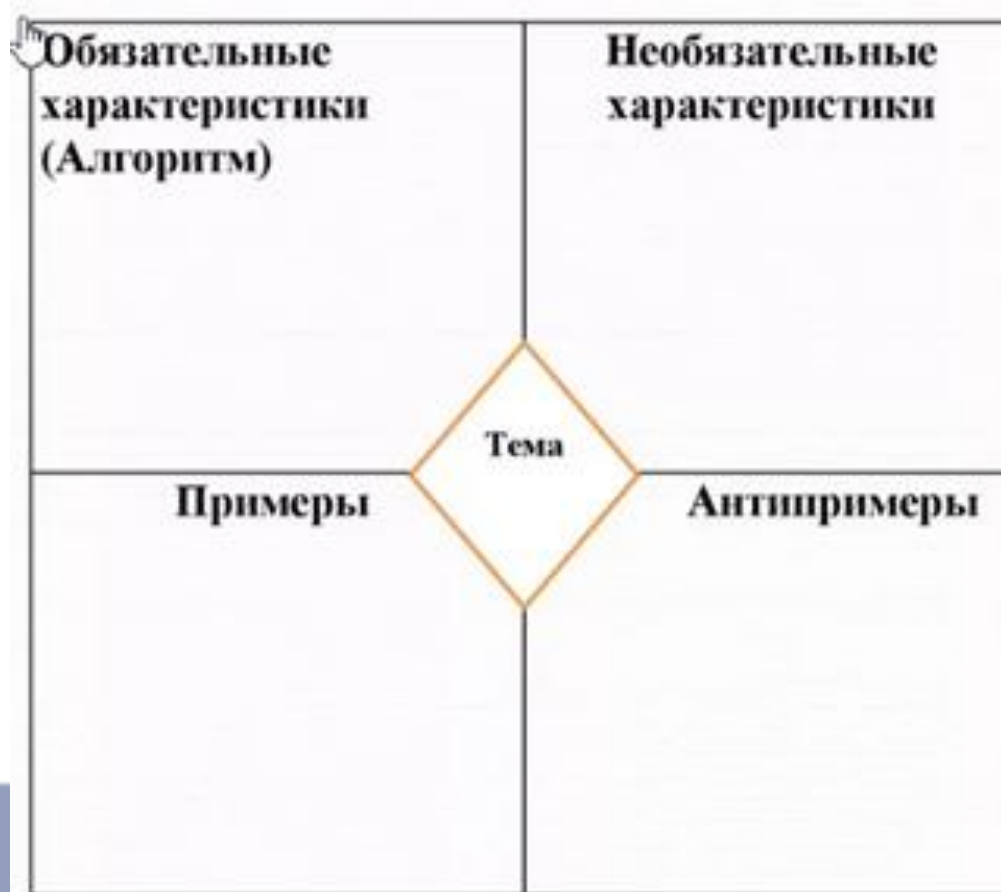 Обязательные
характеристики
(Алгоритм)
Необязательные
характеристики
Тема
Примеры
Антипримеры